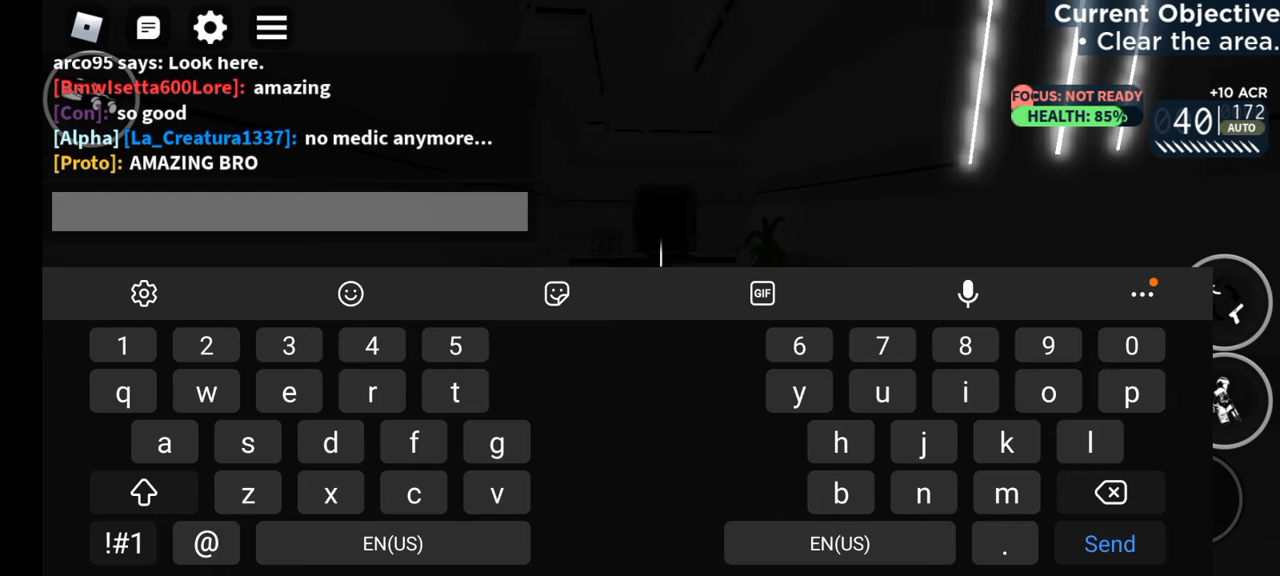 Current Objective
• Clear the area.
arco95 says: Look here.
[BmwIsetta600Lore]: amazing
[Con]: so good
[Alpha][La_Creatura1337]: no medic anymore...
[Proto]: AMAZING BRO
+10 ACR
FOCUS: NOT READY
HEALTH: 85%
040 172
AUTO
GIF
1 2 3 4 5 6 7 8 9 0
q w e r t y u i o p
a s d f g h j k l
z x c v b n m
!#1 @ EN(US) EN(US) . Send